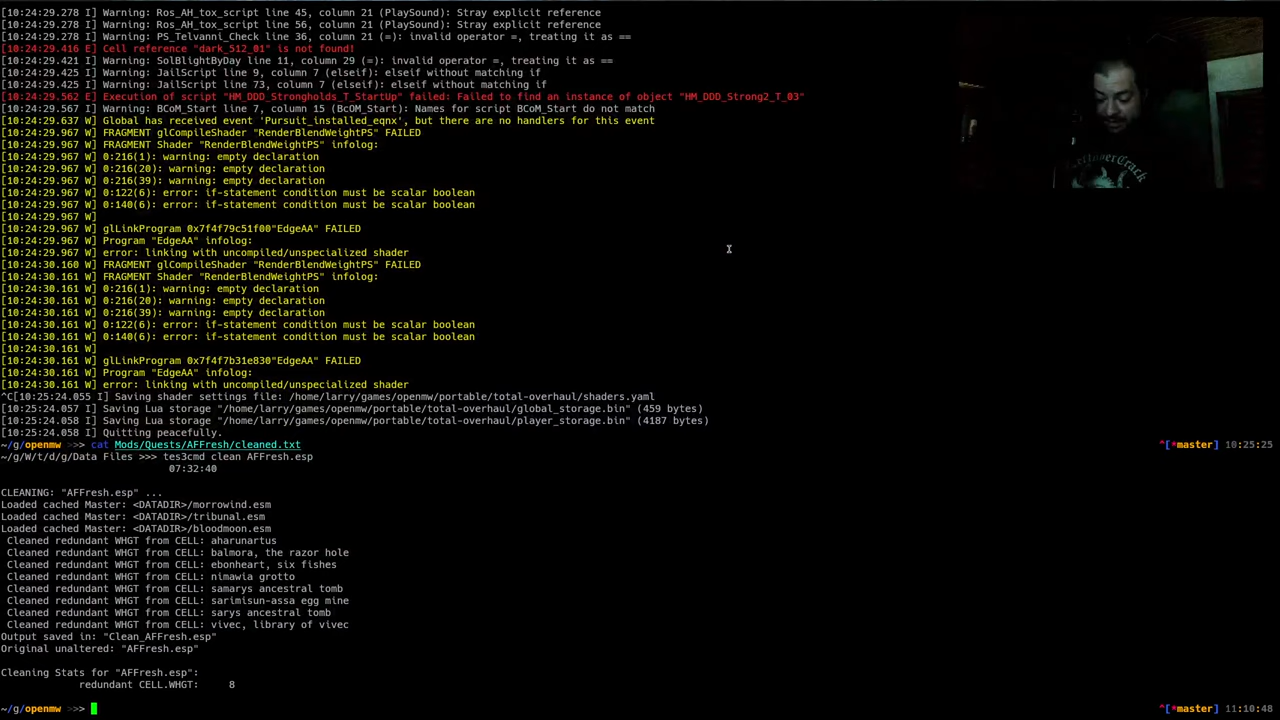 [10:24:29.278 I] Warning: Ros_AH_tox_script line 45, column 21 (PlaySound): Stray explicit reference
[10:24:29.278 I] Warning: Ros_AH_tox_script line 56, column 21 (PlaySound): Stray explicit reference
[10:24:29.278 I] Warning: PS_Telvanni_Check line 36, column 21 (=): invalid operator =, treating it as ==
[10:24:29.416 E] Cell reference "dark_512_01" is not found!
[10:24:29.421 I] Warning: SolBlightByDay line 11, column 29 (=): invalid operator =, treating it as ==
[10:24:29.425 I] Warning: JailScript line 9, column 7 (elseif): elseif without matching if
[10:24:29.425 I] Warning: JailScript line 73, column 7 (elseif): elseif without matching if
[10:24:29.562 E] Execution of script "HM_DDD_Strongholds_T_StartUp" failed: Failed to find an instance of object "HM_DDD_Strong2_T_03"
[10:24:29.567 I] Warning: BCoM_Start line 7, column 15 (BcOM_Start): Names for script BCoM_Start do not match
[10:24:29.637 W] Global has received event 'Pursuit_installed_eqnx', but there are no handlers for this event
[10:24:29.967 W] FRAGMENT glCompileShader "RenderBlendWeightPS" FAILED
[10:24:29.967 W] FRAGMENT Shader "RenderBlendWeightPS" infolog:
[10:24:29.967 W] 0:216(1): warning: empty declaration
[10:24:29.967 W] 0:216(20): warning: empty declaration
[10:24:29.967 W] 0:216(39): warning: empty declaration
[10:24:29.967 W] 0:122(6): error: if-statement condition must be scalar boolean
[10:24:29.967 W] 0:140(6): error: if-statement condition must be scalar boolean
[10:24:29.967 W]
[10:24:29.967 W] glLinkProgram 0x7f4f79c51f00"EdgeAA" FAILED
[10:24:29.967 W] Program "EdgeAA" infolog:
[10:24:29.967 W] error: linking with uncompiled/unspecialized shader
[10:24:30.160 W] FRAGMENT glCompileShader "RenderBlendWeightPS" FAILED
[10:24:30.161 W] FRAGMENT Shader "RenderBlendWeightPS" infolog:
[10:24:30.161 W] 0:216(1): warning: empty declaration
[10:24:30.161 W] 0:216(20): warning: empty declaration
[10:24:30.161 W] 0:216(39): warning: empty declaration
[10:24:30.161 W] 0:122(6): error: if-statement condition must be scalar boolean
[10:24:30.161 W] 0:140(6): error: if-statement condition must be scalar boolean
[10:24:30.161 W]
[10:24:30.161 W] glLinkProgram 0x7f4f7b31e830"EdgeAA" FAILED
[10:24:30.161 W] Program "EdgeAA" infolog:
[10:24:30.161 W] error: linking with uncompiled/unspecialized shader
^C[10:25:24.055 I] Saving shader settings file: /home/larry/games/openmw/portable/total-overhaul/shaders.yaml
[10:25:24.057 I] Saving Lua storage "/home/larry/games/openmw/portable/total-overhaul/global_storage.bin" (459 bytes)
[10:25:24.058 I] Saving Lua storage "/home/larry/games/openmw/portable/total-overhaul/player_storage.bin" (4187 bytes)
[10:25:24.058 I] Quitting peacefully.
~/g/openmw >>> cat Mods/Quests/AFFresh/cleaned.txt ^[*master] 10:25:25
~/g/W/t/d/g/Data Files >>> tes3cmd clean AFFresh.esp
07:32:40
CLEANING: "AFFresh.esp" ...
Loaded cached Master: <DATADIR>/morrowind.esm
Loaded cached Master: <DATADIR>/tribunal.esm
Loaded cached Master: <DATADIR>/bloodmoon.esm
Cleaned redundant WHGT from CELL: aharunartus
Cleaned redundant WHGT from CELL: balmora, the razor hole
Cleaned redundant WHGT from CELL: ebonheart, six fishes
Cleaned redundant WHGT from CELL: nimawia grotto
Cleaned redundant WHGT from CELL: samarys ancestral tomb
Cleaned redundant WHGT from CELL: sarimisun-assa egg mine
Cleaned redundant WHGT from CELL: sarys ancestral tomb
Cleaned redundant WHGT from CELL: vivec, library of vivec
Output saved in: "Clean_AFFresh.esp"
Original unaltered: "AFFresh.esp"
Cleaning Stats for "AFFresh.esp":
redundant CELL.WHGT: 8
~/g/openmw >>> ^[*master] 11:10:48